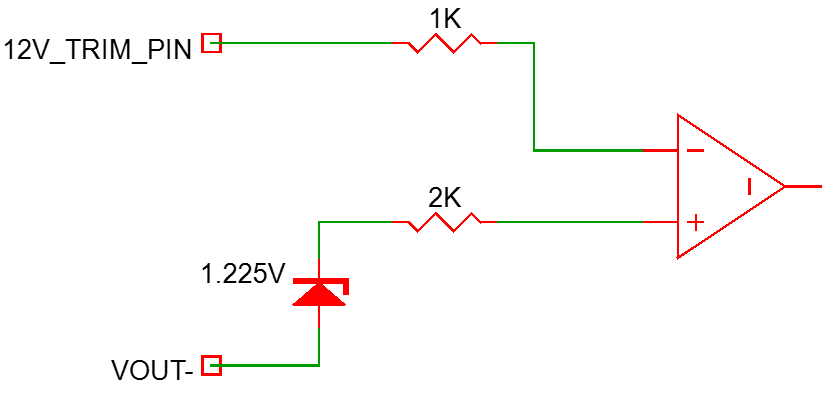 1K
12V_TRIM_PIN
2K
1.225V
VOUT-